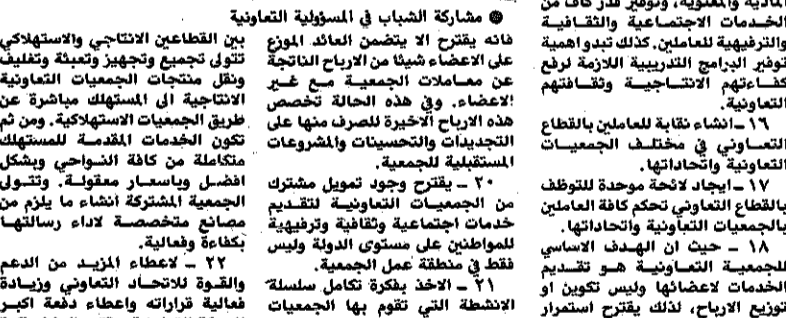 المادية والمعنوية، وتوفير قدر كاف من
الخدمات الاجتماعية والثقافية
والترفيهية للعاملين. كذلك تبدو اهمية
توفير البرامج التدريبية اللازمة لرفع
كفاءتهم الانتاجية وثقافتهم
التعاونية.
١٦ ـ انشاء نقابة للعاملين بالقطاع
التعاوني في مختلف الجمعيات
التعاونية واتحاداتها.
١٧ ـ ايجاد لائحة موحدة للتوظف
بالقطاع التعاوني تحكم كافة العاملين
بالجمعيات التعاونية واتحاداتها.
١٨ ـ حيث ان الهدف الاساسي
للجمعية التعاونية هو تقديم
الخدمات لاعضائها وليس تكوين او
توزيع الارباح، لذلك يقترح استمرار
● مشاركة الشباب في المسؤولية التعاونية
فانه يقترح الا يتضمن العائد الموزع
على الاعضاء شيئا من الارباح الناتجة
عن معاملات الجمعية مع غير
الاعضاء. وفي هذه الحالة تخصص
هذه الارباح الاخيرة للصرف منها على
التجديدات والتحسينات والمشروعات
المستقبلية للجمعية.
٢٠ ـ يقترح وجود تمويل مشترك
من الجمعيات التعاونية لتقديم
خدمات اجتماعية وثقافية وترفيهية
للمواطنين على مستوى الدولة وليس
فقط في منطقة عمل الجمعية.
٢١ ـ الاخذ بفكرة تكامل سلسلة
الانشطة التي تقوم بها الجمعيات
بين القطاعين الانتاجي والاستهلاكي
تتولى تجميع وتجهيز وتعبئة وتغليف
ونقل منتجات الجمعيات التعاونية
الانتاجية الى المستهلك مباشرة عن
طريق الجمعيات الاستهلاكية. ومن ثم
تكون الخدمات المقدمة للمستهلك
متكاملة من كافة النواحي وبشكل
افضل وباسعار معقولة. وتتولى
الجمعية المشتركة انشاء ما يلزم من
مصانع متخصصة لاداء رسالتها
بكفاءة وفعالية.
٢٢ ـ لاعطاء المزيد من الدعم
والقوة للاتحاد التعاوني وزيادة
فعالية قراراته واعطاء دفعة اكبر